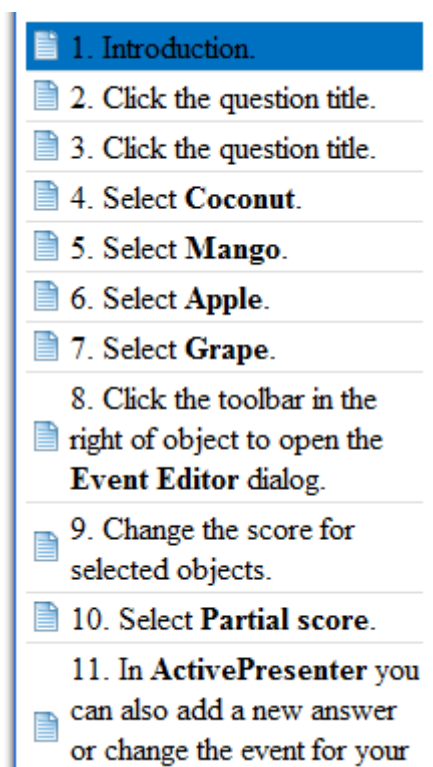 1. Introduction.
2. Click the question title.
3. Click the question title.
4. Select Coconut.
5. Select Mango.
6. Select Apple.
7. Select Grape.
8. Click the toolbar in the
right of object to open the
Event Editor dialog.
9. Change the score for
selected objects.
10. Select Partial score.
11. In ActivePresenter you
can also add a new answer
or change the event for your